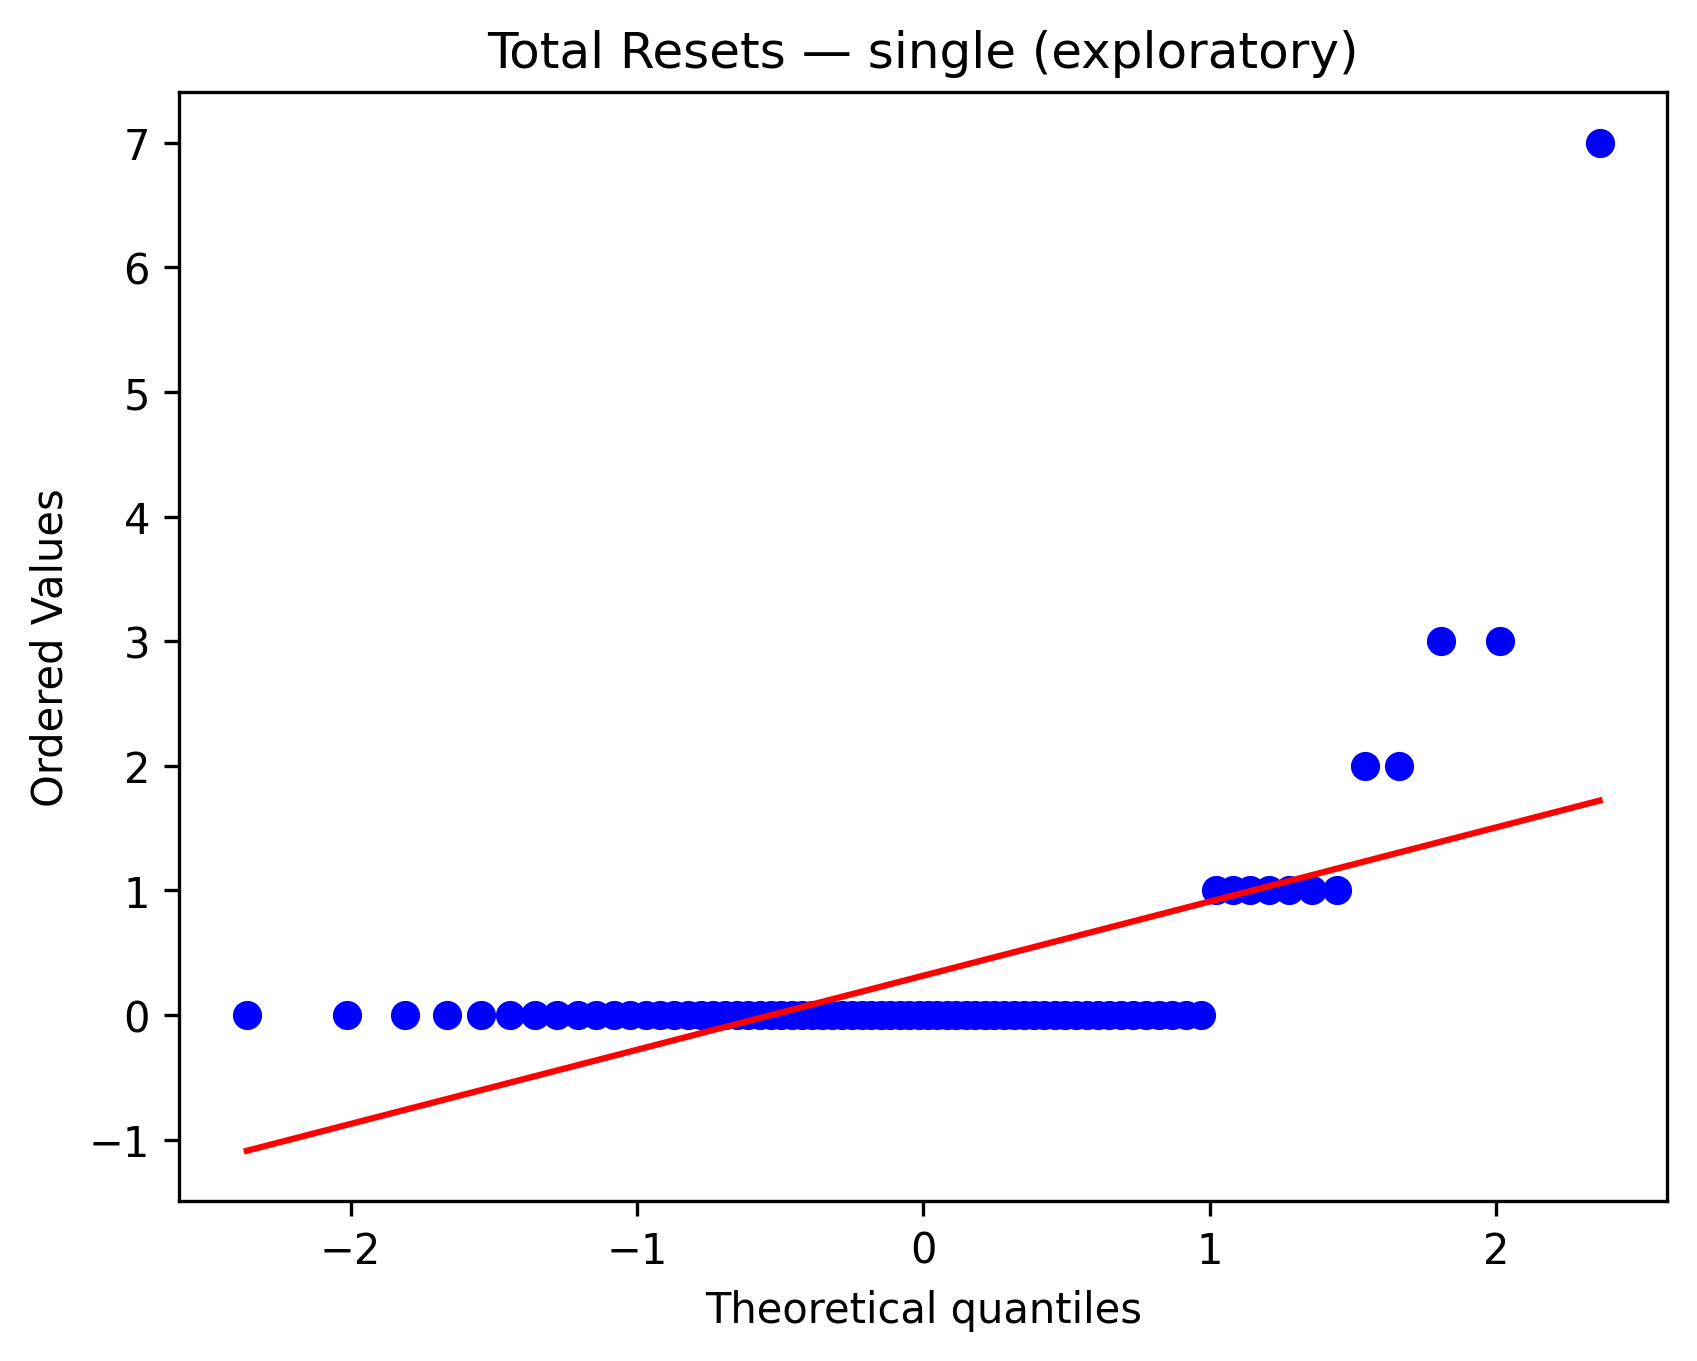 Total Resets — single (exploratory)
7
6
5
4
3
2
1
0
−1
Ordered Values
−2 −1 0 1 2
Theoretical quantiles